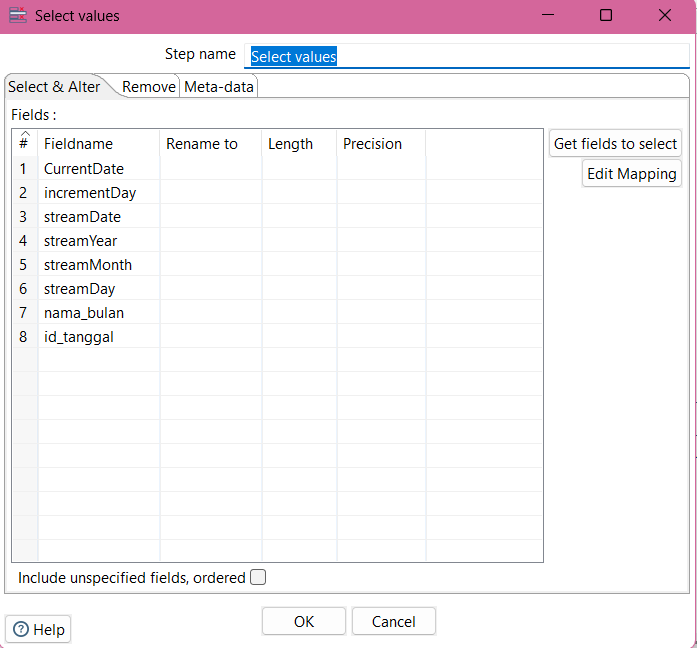 Select values
Step name Select values
Select & Alter Remove Meta-data
Fields :
# Fieldname Rename to Length Precision
1 CurrentDate
2 incrementDay
3 streamDate
4 streamYear
5 streamMonth
6 streamDay
7 nama_bulan
8 id_tanggal
Get fields to select
Edit Mapping
Include unspecified fields, ordered
Help
OK Cancel